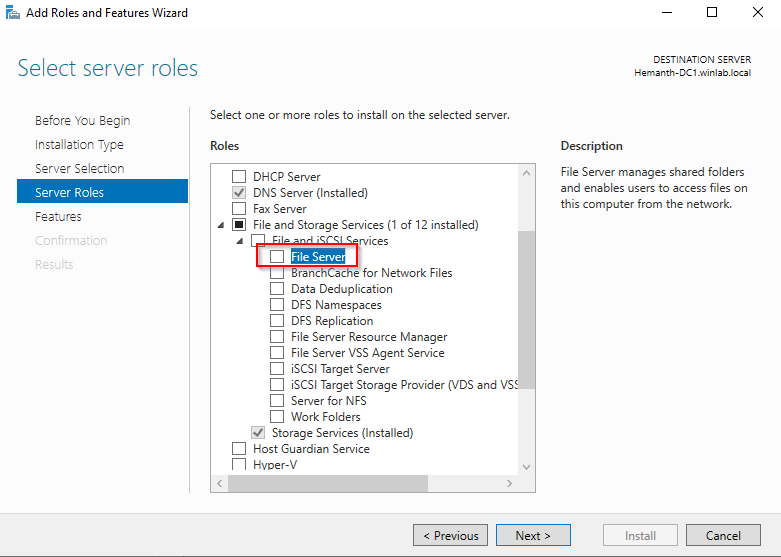 Add Roles and Features Wizard
Select server roles
DESTINATION SERVER
Hemanth-DC1.winlab.local
Before You Begin
Installation Type
Server Selection
Server Roles
Features
Confirmation
Results
Select one or more roles to install on the selected server.
Roles
DHCP Server
DNS Server (Installed)
Fax Server
File and Storage Services (1 of 12 installed)
File and iSCSI Services
File Server
BranchCache for Network Files
Data Deduplication
DFS Namespaces
DFS Replication
File Server Resource Manager
File Server VSS Agent Service
iSCSI Target Server
iSCSI Target Storage Provider (VDS and VSS
Server for NFS
Work Folders
Storage Services (Installed)
Host Guardian Service
Hyper-V
Description
File Server manages shared folders
and enables users to access files on
this computer from the network.
< Previous
Next >
Install
Cancel